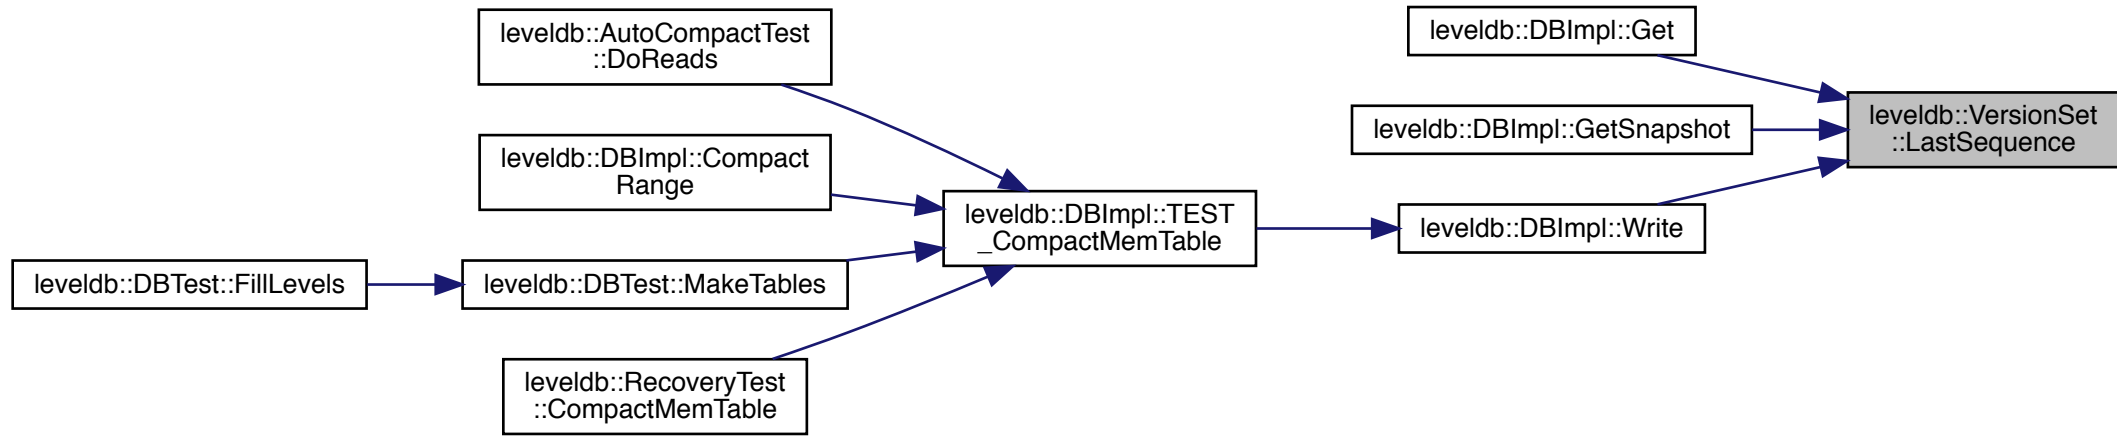 leveldb::AutoCompactTest
::DoReads
leveldb::DBImpl::Compact
Range
leveldb::DBTest::FillLevels
leveldb::DBTest::MakeTables
leveldb::RecoveryTest
::CompactMemTable
leveldb::DBImpl::TEST
_CompactMemTable
leveldb::DBImpl::Get
leveldb::DBImpl::GetSnapshot
leveldb::DBImpl::Write
leveldb::VersionSet
::LastSequence